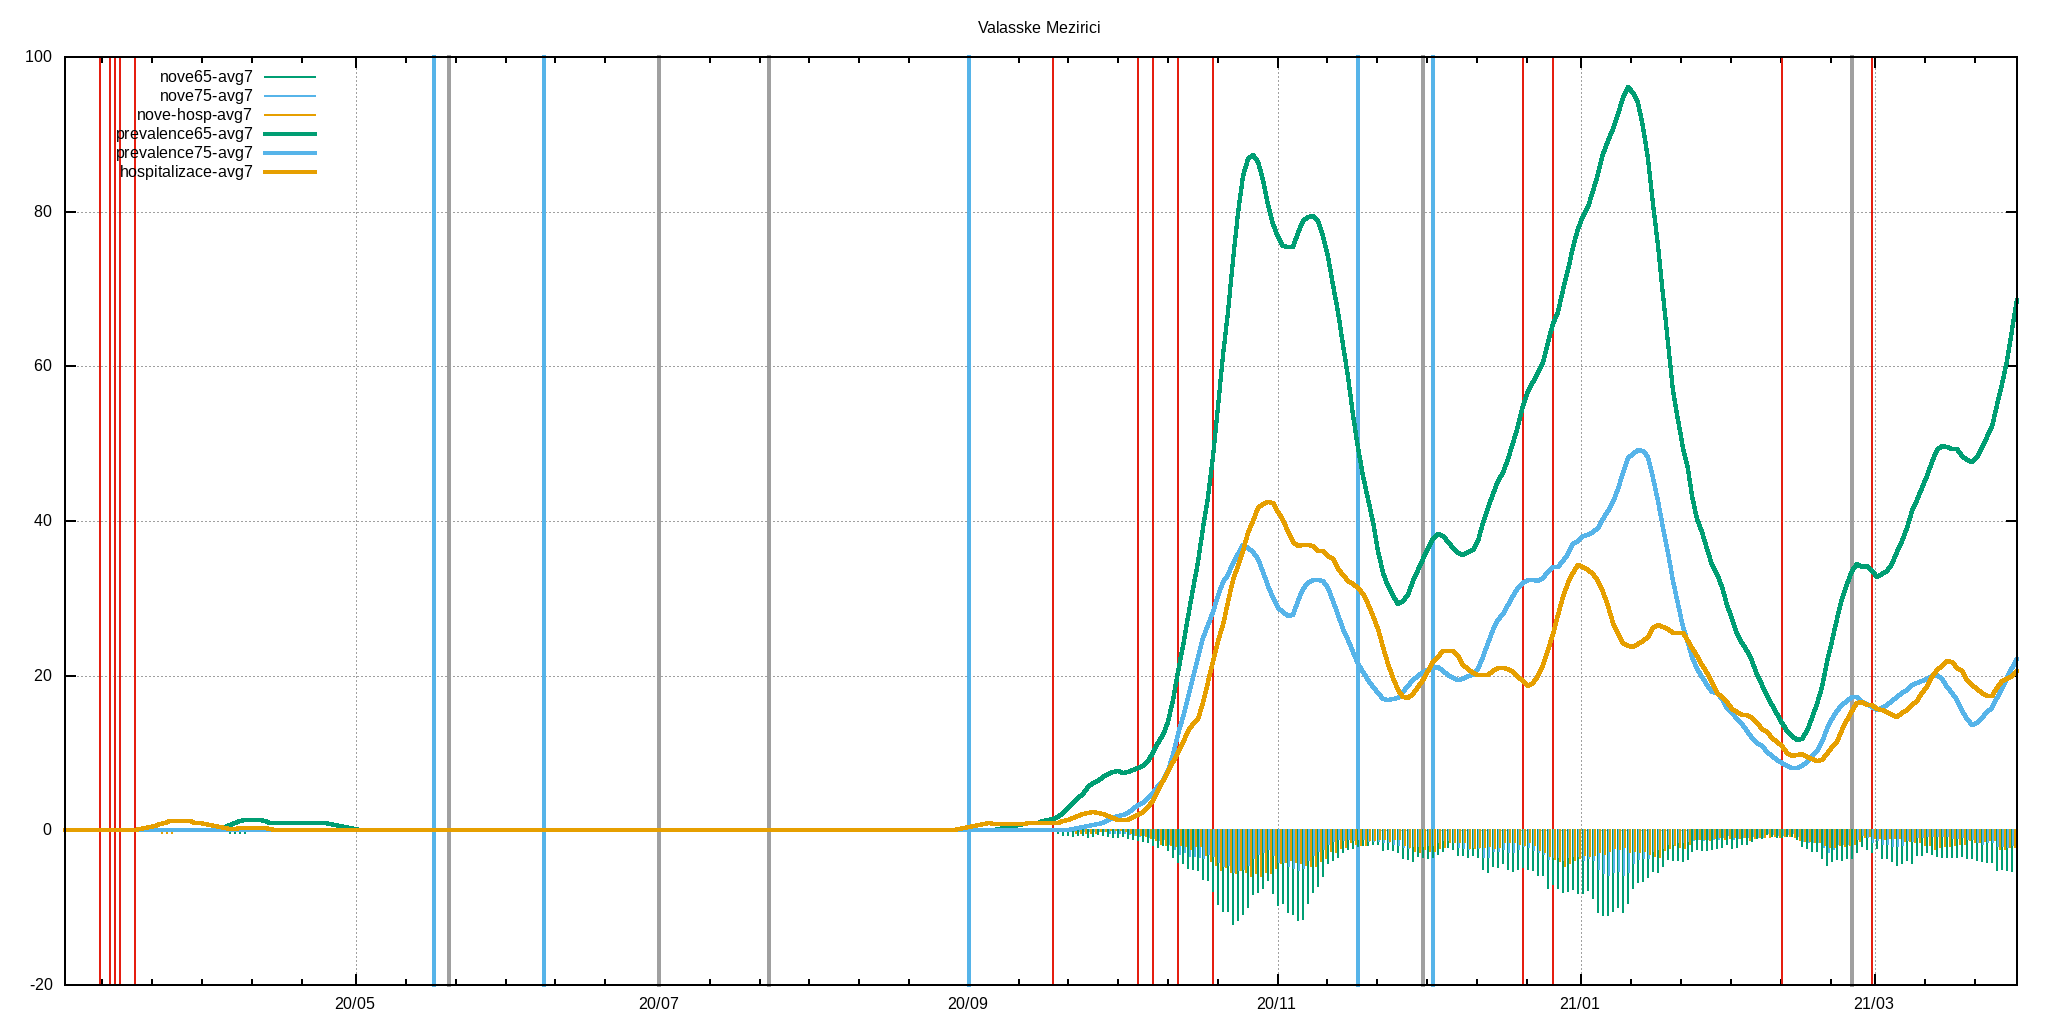 Valasske Mezirici
100
80
60
40
20
0
-20
nove65-avg7
nove75-avg7
nove-hosp-avg7
prevalence65-avg7
prevalence75-avg7
hospitalizace-avg7
20/05 20/07 20/09 20/11 21/01 21/03